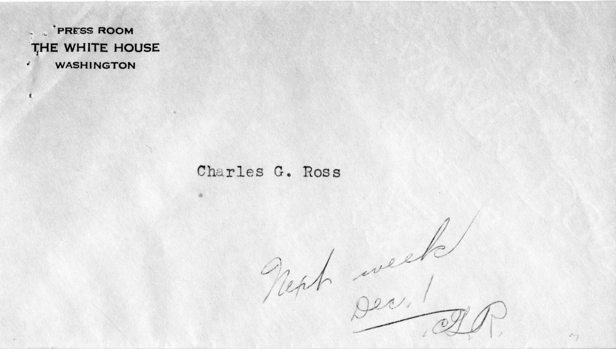 PRESS ROOM
THE WHITE HOUSE
WASHINGTON
Charles G. Ross
Next week
Dec. 1
C.G.R.